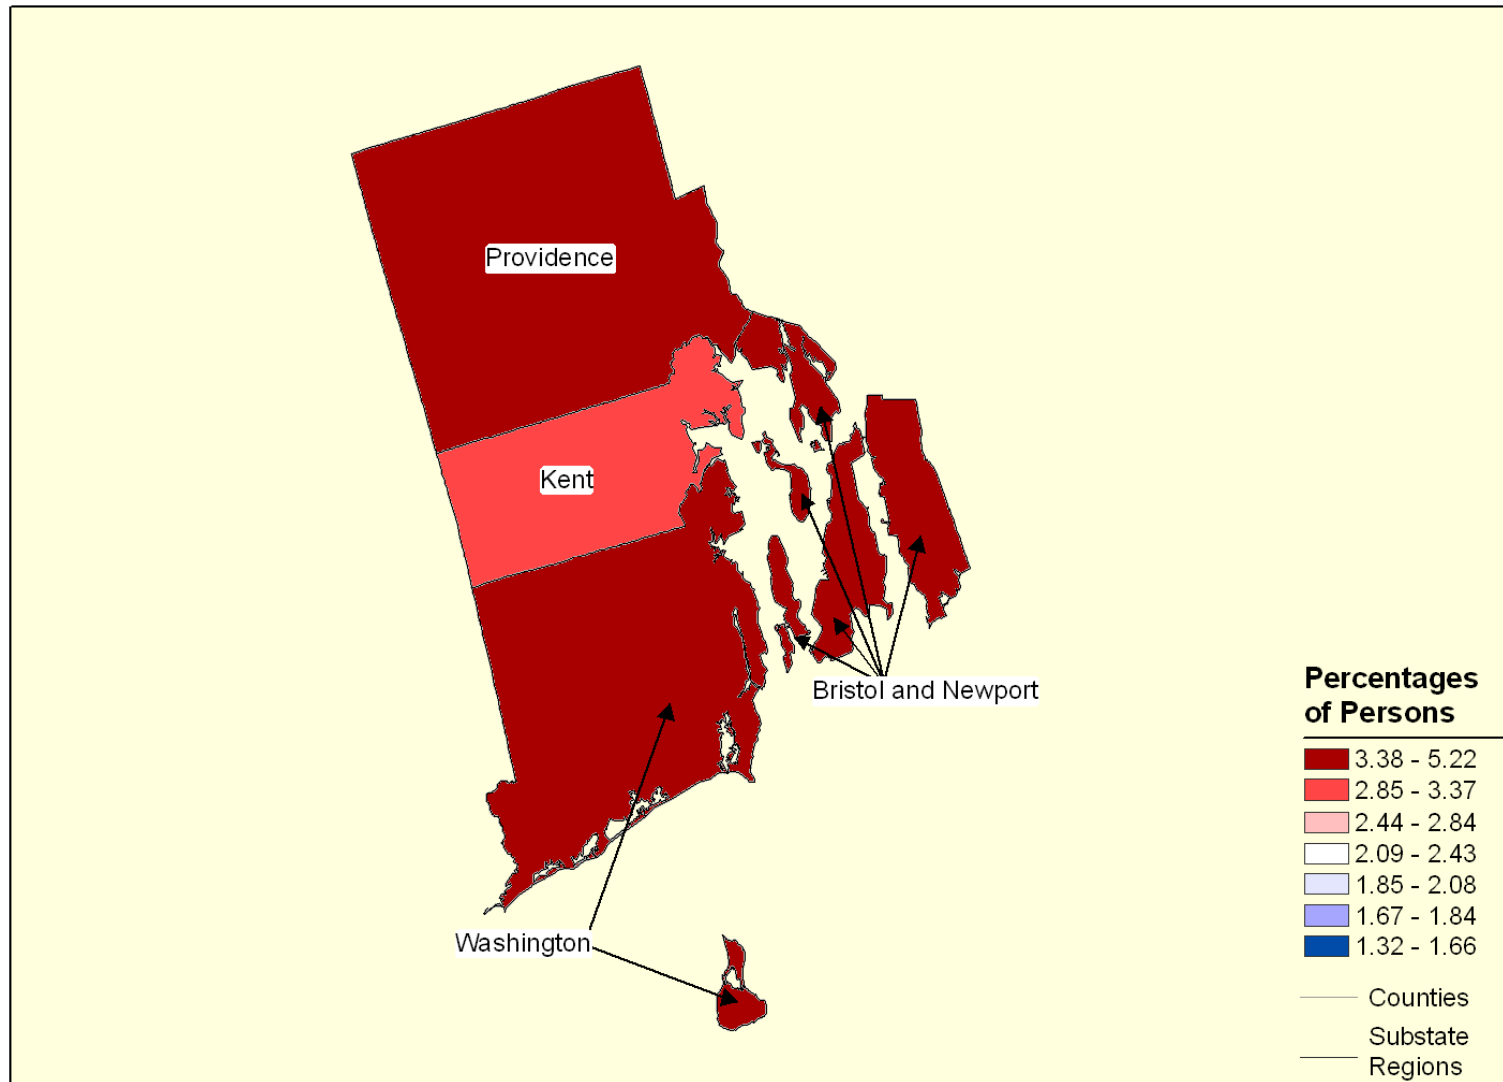 Providence
Kent
Bristol and Newport
Washington
Percentages
of Persons
3.38 - 5.22
2.85 - 3.37
2.44 - 2.84
2.09 - 2.43
1.85 - 2.08
1.67 - 1.84
1.32 - 1.66
Counties
Substate
Regions